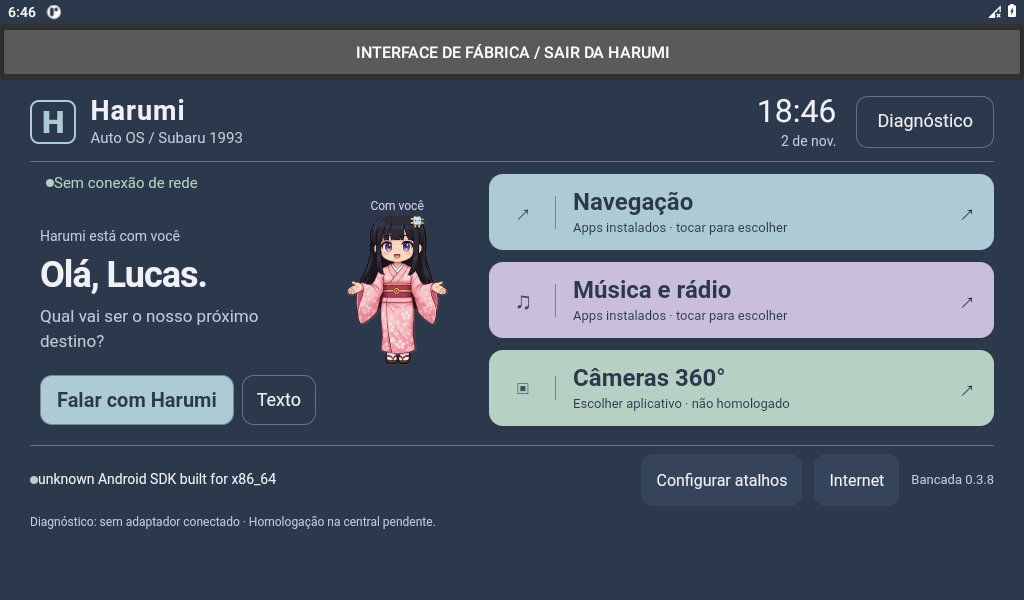 6:46
INTERFACE DE FÁBRICA / SAIR DA HARUMI
H
Harumi
Auto OS / Subaru 1993
18:46
2 de nov.
Diagnóstico
Sem conexão de rede
Com você
Harumi está com você
Olá, Lucas.
Qual vai ser o nosso próximo
destino?
Falar com Harumi
Texto
Navegação
Apps instalados · tocar para escolher
Música e rádio
Apps instalados · tocar para escolher
Câmeras 360°
Escolher aplicativo · não homologado
unknown Android SDK built for x86_64
Configurar atalhos
Internet
Bancada 0.3.8
Diagnóstico: sem adaptador conectado · Homologação na central pendente.